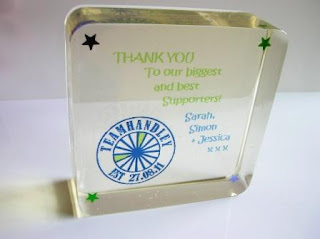 THANK YOU
To our biggest
and best
Supporters!
Sarah,
Simon
+ Jessica
x x x
TEAMHANDLEY
EST 27.08.11